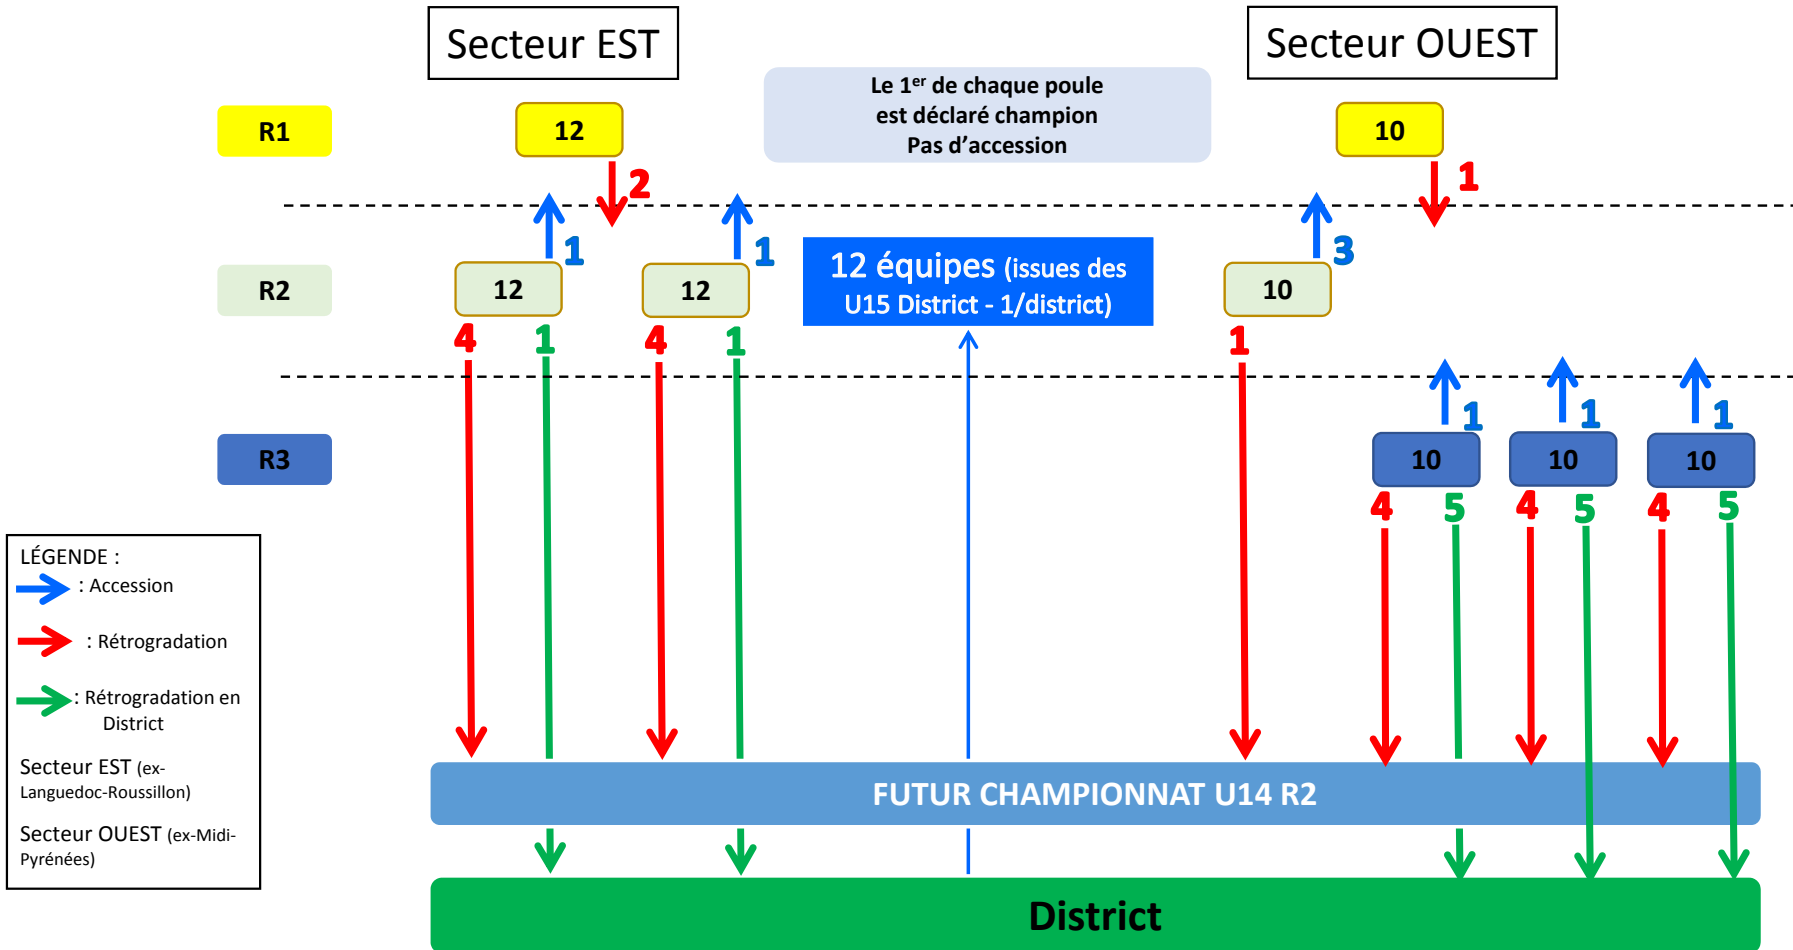 Secteur EST
Secteur OUEST
Le 1er de chaque poule
est déclaré champion
Pas d'accession
R1
12
10
2
1
1
1
3
R2
12
12
12 équipes (issues des
U15 District - 1/district)
10
4
1
4
1
1
1
1
1
R3
10
10
10
4
5
4
5
4
5
LÉGENDE :
: Accession
: Rétrogradation
: Rétrogradation en
District
Secteur EST (ex-
Languedoc-Roussillon)
Secteur OUEST (ex-Midi-
Pyrénées)
FUTUR CHAMPIONNAT U14 R2
District